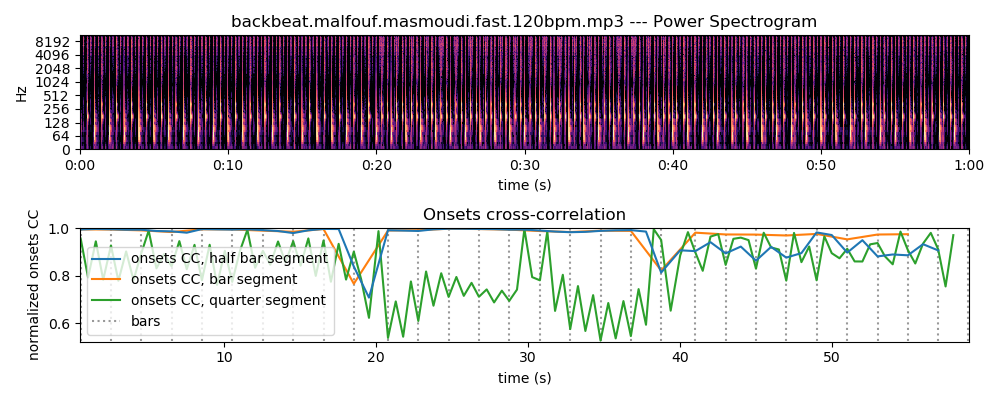 backbeat.malfouf.masmoudi.fast.120bpm.mp3 --- Power Spectrogram
8192
4096
2048
1024
512
256
128
64
0
Hz
0:00 0:10 0:20 0:30 0:40 0:50 1:00
time (s)
Onsets cross-correlation
1.0
0.8
0.6
normalized onsets CC
onsets CC, half bar segment
onsets CC, bar segment
onsets CC, quarter segment
bars
10 20 30 40 50
time (s)